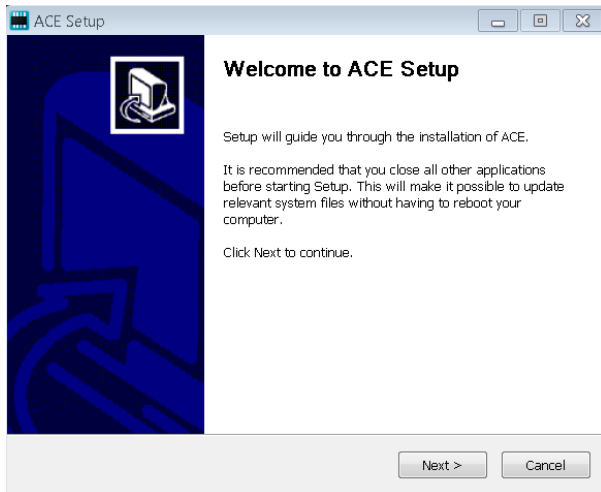 ACE Setup
Welcome to ACE Setup
Setup will guide you through the installation of ACE.
It is recommended that you close all other applications
before starting Setup. This will make it possible to update
relevant system files without having to reboot your
computer.
Click Next to continue.
Next >
Cancel